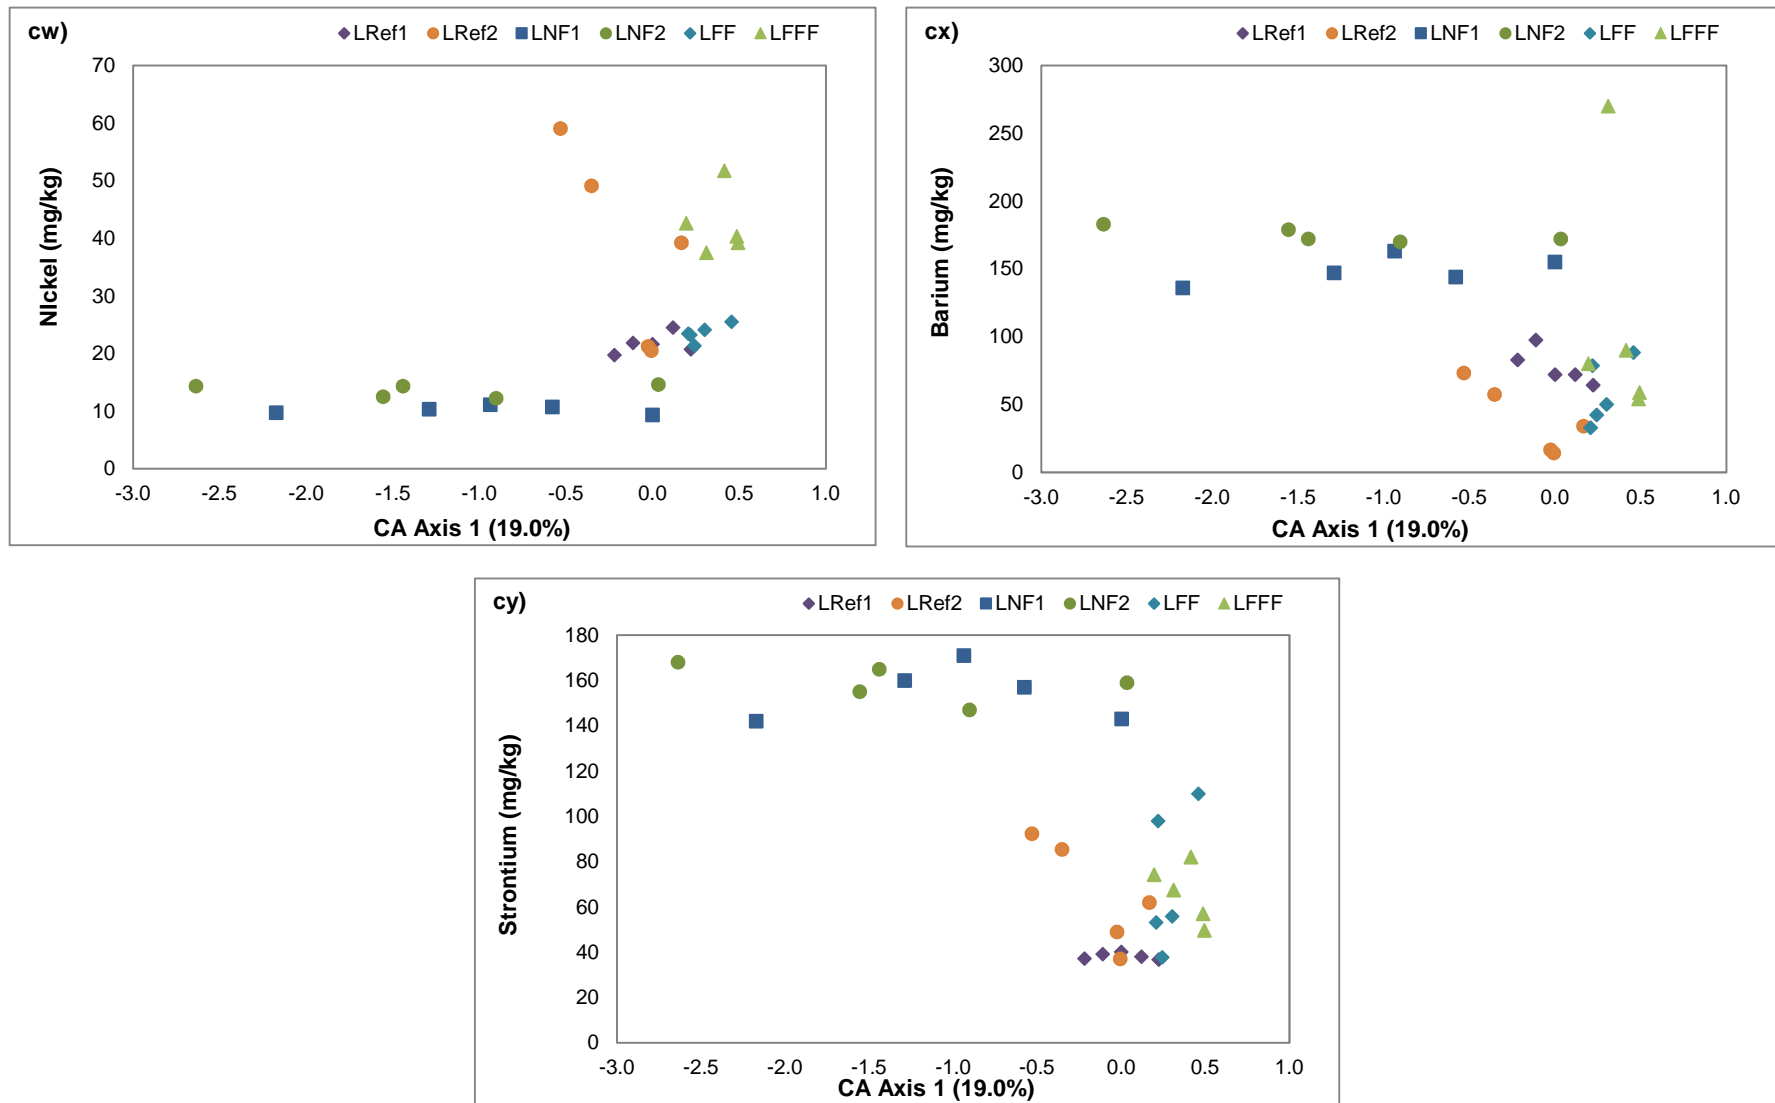 cw)
LRef1 LRef2 LNF1 LNF2 LFF LFFF
70
60
50
40
30
20
10
0
NIckel (mg/kg)
-3.0 -2.5 -2.0 -1.5 -1.0 -0.5 0.0 0.5 1.0
CA Axis 1 (19.0%)
cx)
LRef1 LRef2 LNF1 LNF2 LFF LFFF
300
250
200
150
100
50
0
Barium (mg/kg)
-3.0 -2.5 -2.0 -1.5 -1.0 -0.5 0.0 0.5 1.0
CA Axis 1 (19.0%)
cy)
LRef1 LRef2 LNF1 LNF2 LFF LFFF
180
160
140
120
100
80
60
40
20
0
Strontium (mg/kg)
-3.0 -2.5 -2.0 -1.5 -1.0 -0.5 0.0 0.5 1.0
CA Axis 1 (19.0%)